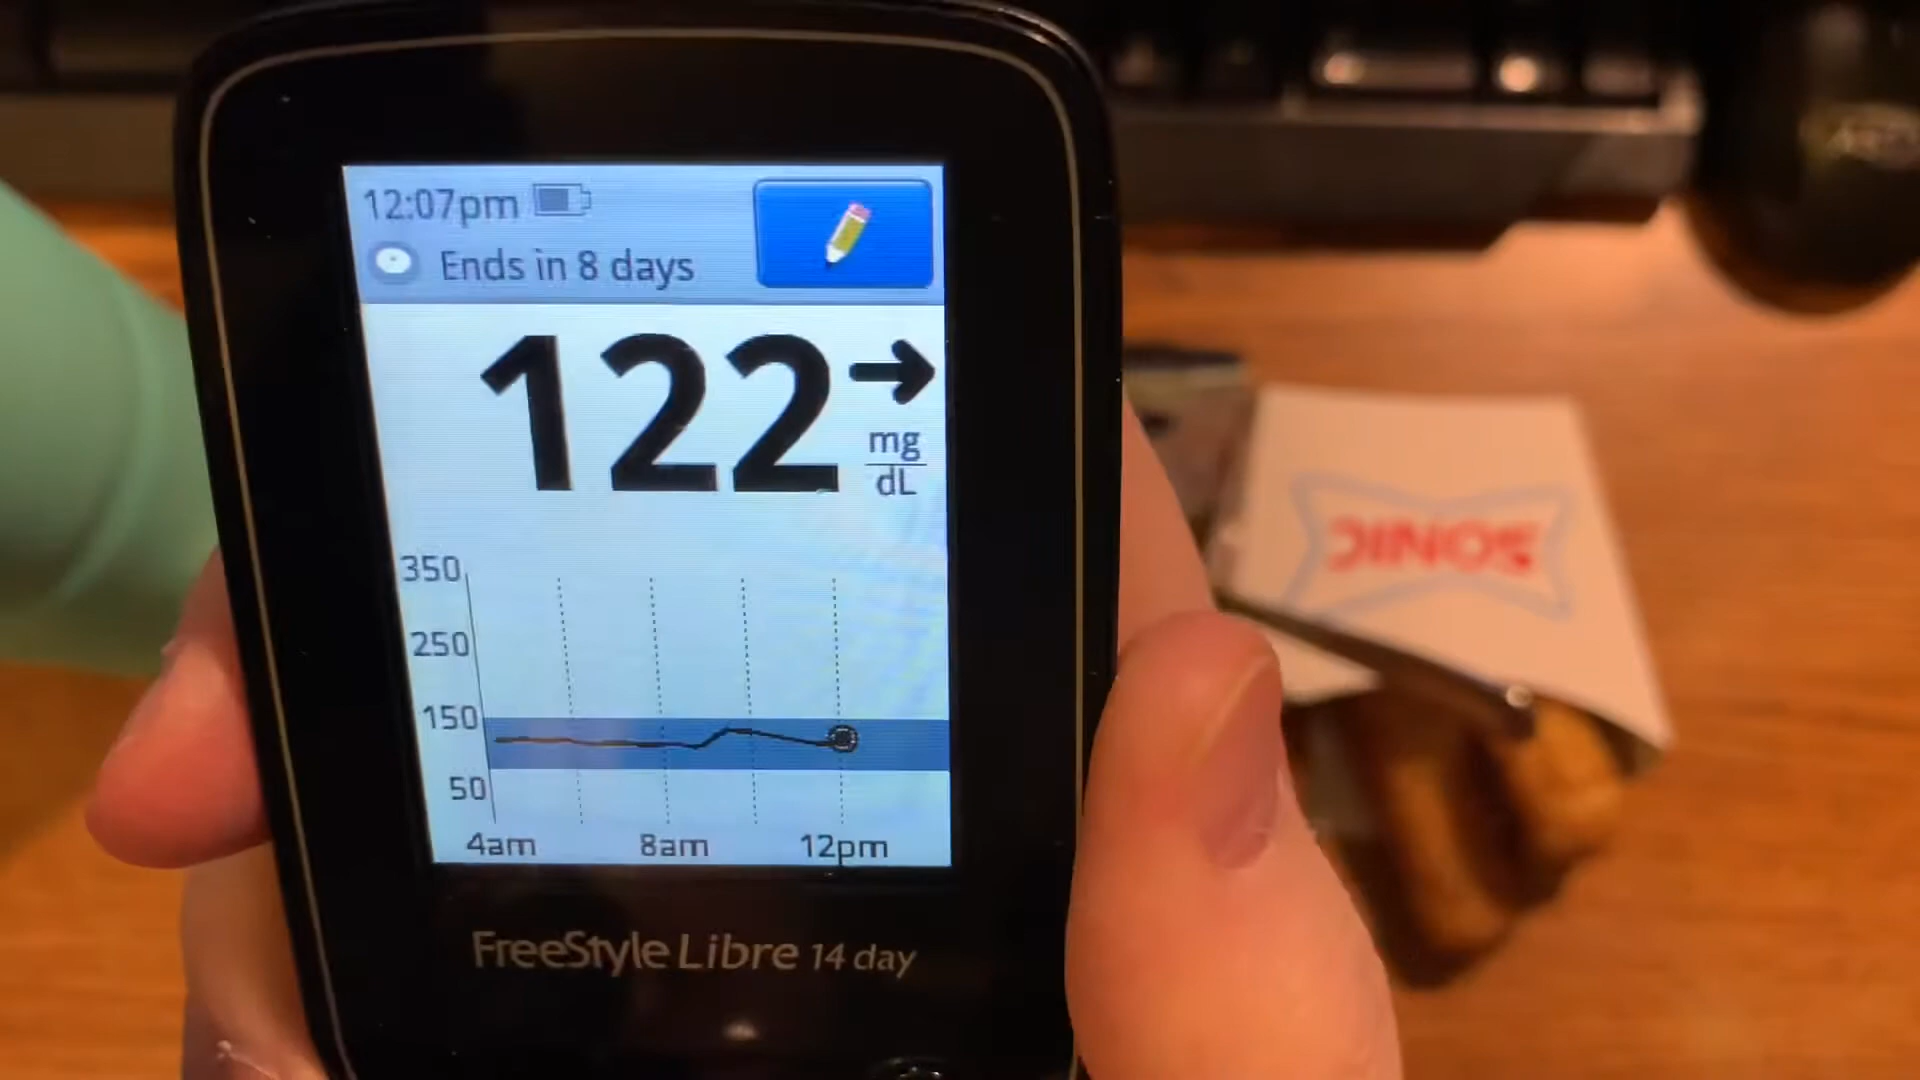 12:07pm
Ends in 8 days
122
mg
dL
350
250
150
50
4am 8am 12pm
FreeStyle Libre 14 day
SONIC